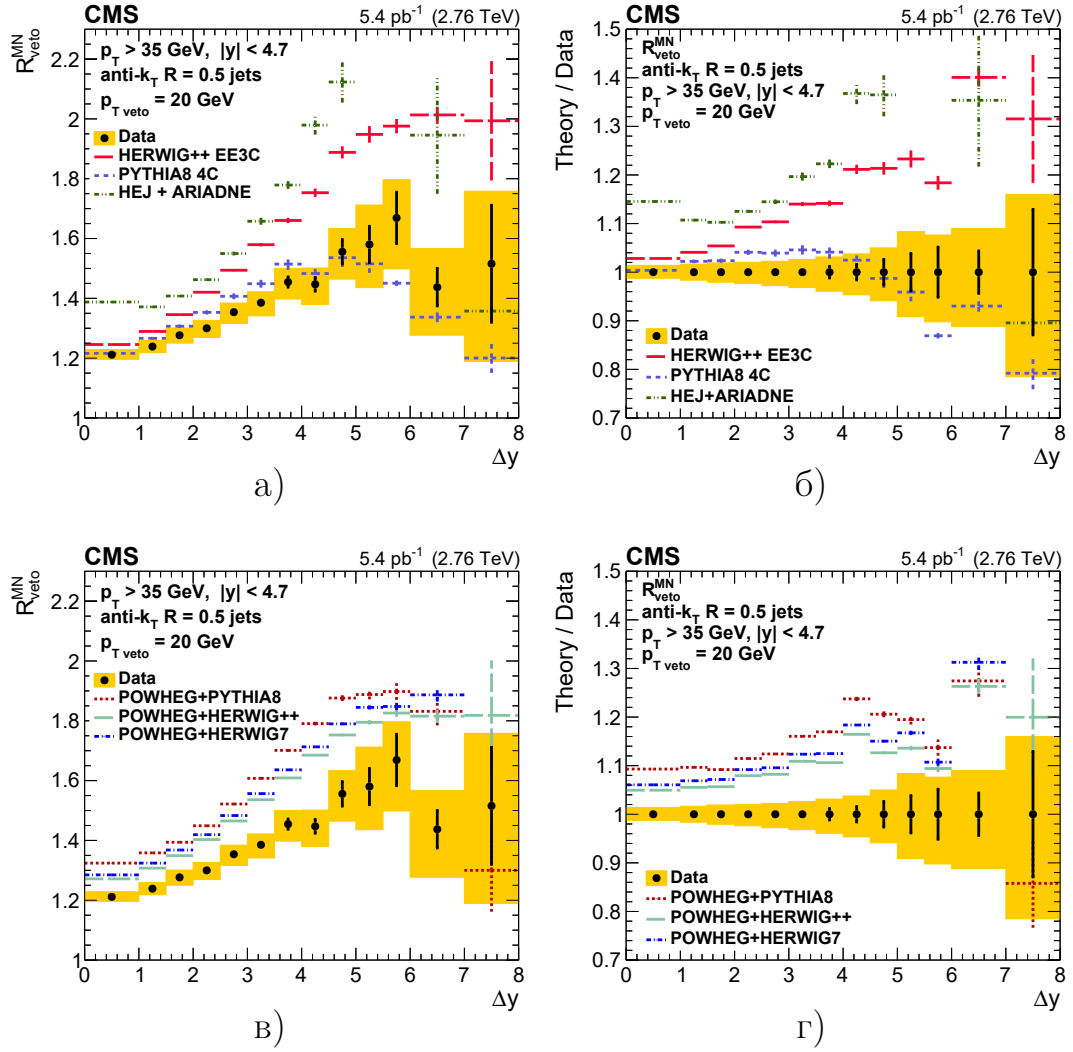 CMS
5.4 pb⁻¹ (2.76 TeV)
R_veto^MN
p_T > 35 GeV, |y| < 4.7
anti-k_T R = 0.5 jets
p_T veto = 20 GeV
Data
HERWIG++ EE3C
PYTHIA8 4C
HEJ + ARIADNE
2.2
2
1.8
1.6
1.4
1.2
1
0 1 2 3 4 5 6 7 8
Δy
а)
CMS
5.4 pb⁻¹ (2.76 TeV)
Theory / Data
R_veto^MN
anti-k_T R = 0.5 jets
p_T > 35 GeV, |y| < 4.7
p_T veto = 20 GeV
1.5
1.4
1.3
1.2
1.1
1
0.9
0.8
0.7
Data
HERWIG++ EE3C
PYTHIA8 4C
HEJ+ARIADNE
0 1 2 3 4 5 6 7 8
Δy
б)
CMS
5.4 pb⁻¹ (2.76 TeV)
R_veto^MN
p_T > 35 GeV, |y| < 4.7
anti-k_T R = 0.5 jets
p_T veto = 20 GeV
Data
POWHEG+PYTHIA8
POWHEG+HERWIG++
POWHEG+HERWIG7
2.2
2
1.8
1.6
1.4
1.2
1
0 1 2 3 4 5 6 7 8
Δy
в)
CMS
5.4 pb⁻¹ (2.76 TeV)
Theory / Data
R_veto^MN
anti-k_T R = 0.5 jets
p_T > 35 GeV, |y| < 4.7
p_T veto = 20 GeV
1.5
1.4
1.3
1.2
1.1
1
0.9
0.8
0.7
Data
POWHEG+PYTHIA8
POWHEG+HERWIG++
POWHEG+HERWIG7
0 1 2 3 4 5 6 7 8
Δy
г)